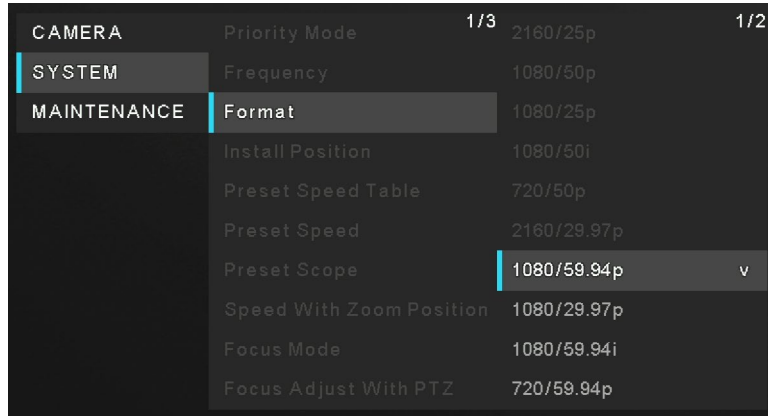 CAMERA
SYSTEM
MAINTENANCE
1/3
Priority Mode
Frequency
Format
Install Position
Preset Speed Table
Preset Speed
Preset Scope
Speed With Zoom Position
Focus Mode
Focus Adjust With PTZ
1/2
2160/25p
1080/50p
1080/25p
1080/50i
720/50p
2160/29.97p
1080/59.94p v
1080/29.97p
1080/59.94i
720/59.94p